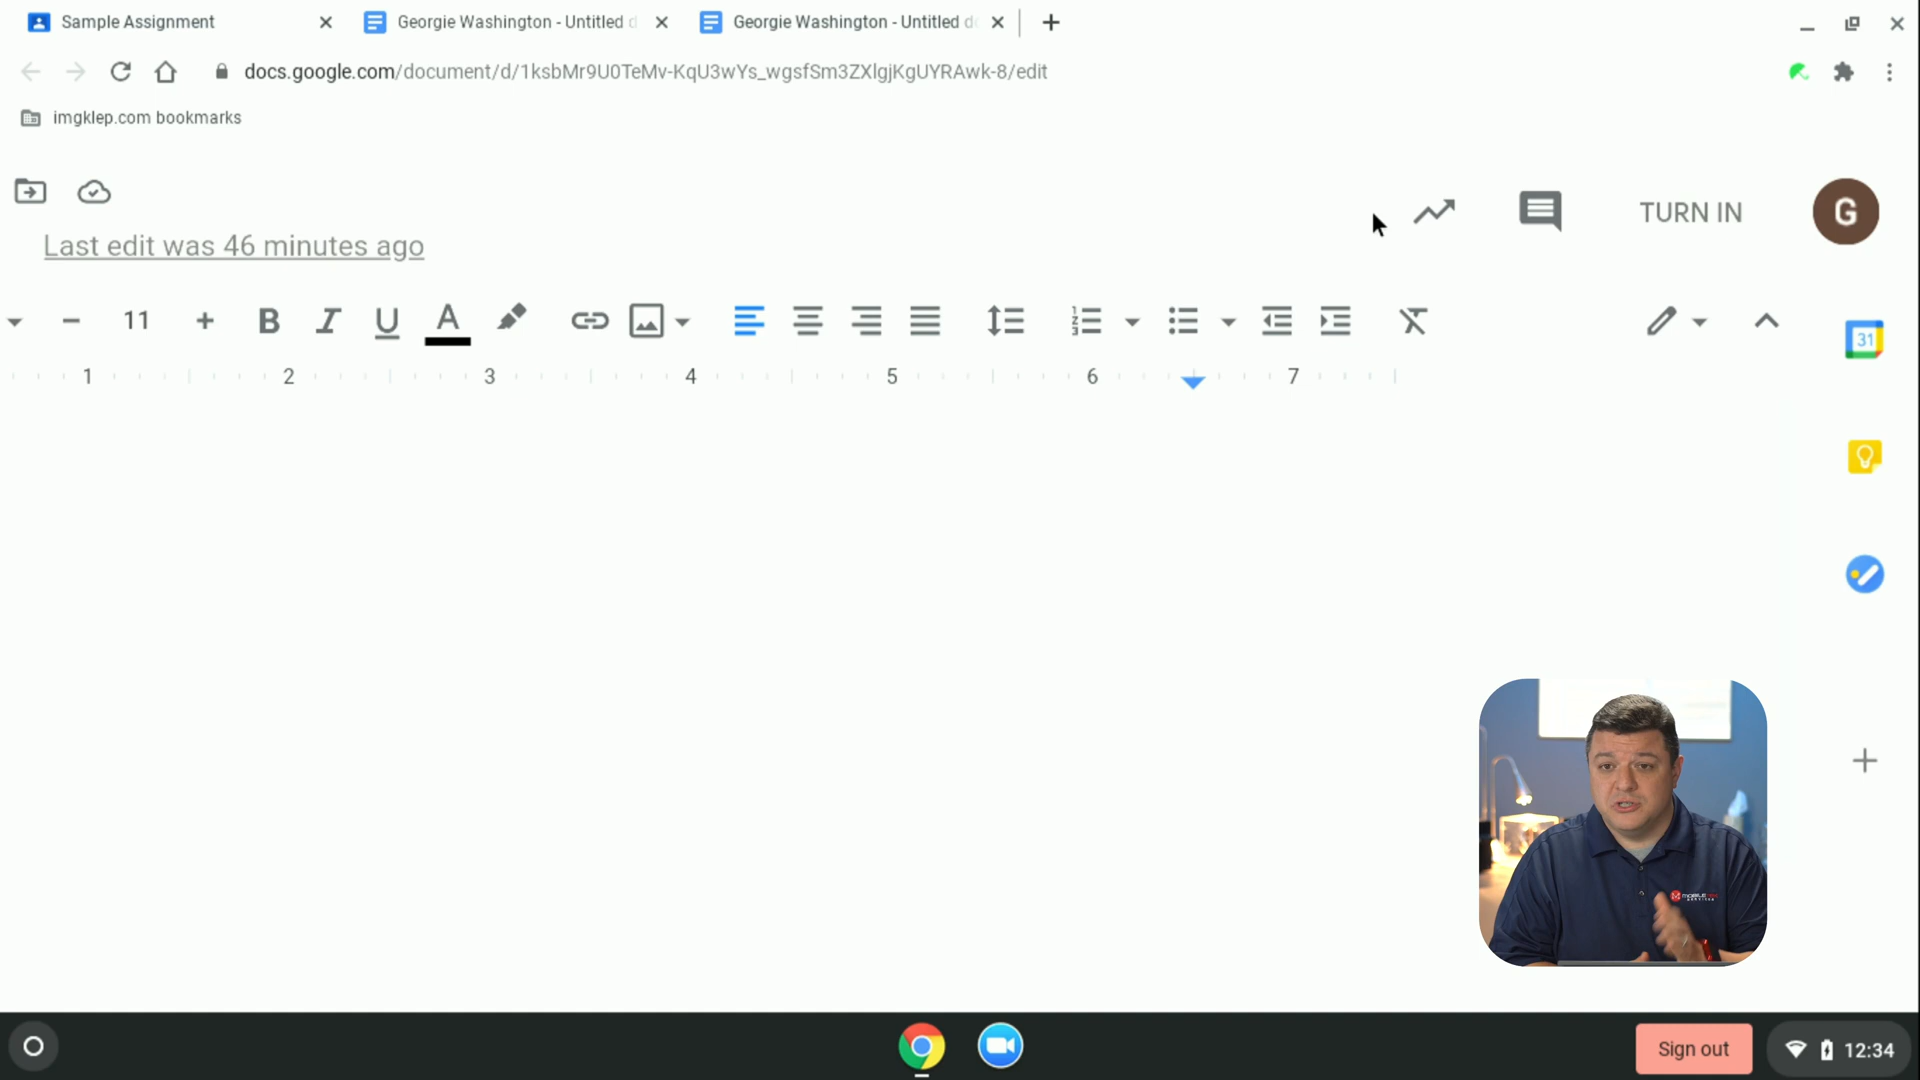 Sample Assignment
Georgie Washington - Untitled d
Georgie Washington - Untitled d
docs.google.com/document/d/1ksbMr9U0TeMv-KqU3wYs_wgsfSm3ZXlgjKgUYRAwk-8/edit
imgklep.com bookmarks
TURN IN
G
Last edit was 46 minutes ago
11
B I U A
1 2 3 4 5 6 7
31
Sign out
12:34